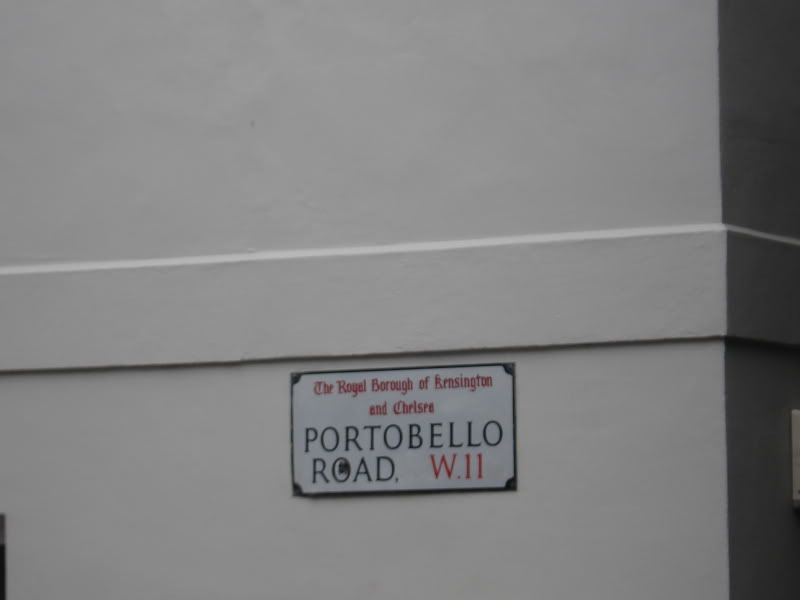 The Royal Borough of Kensington
and Chelsea
PORTOBELLO
ROAD, W.11